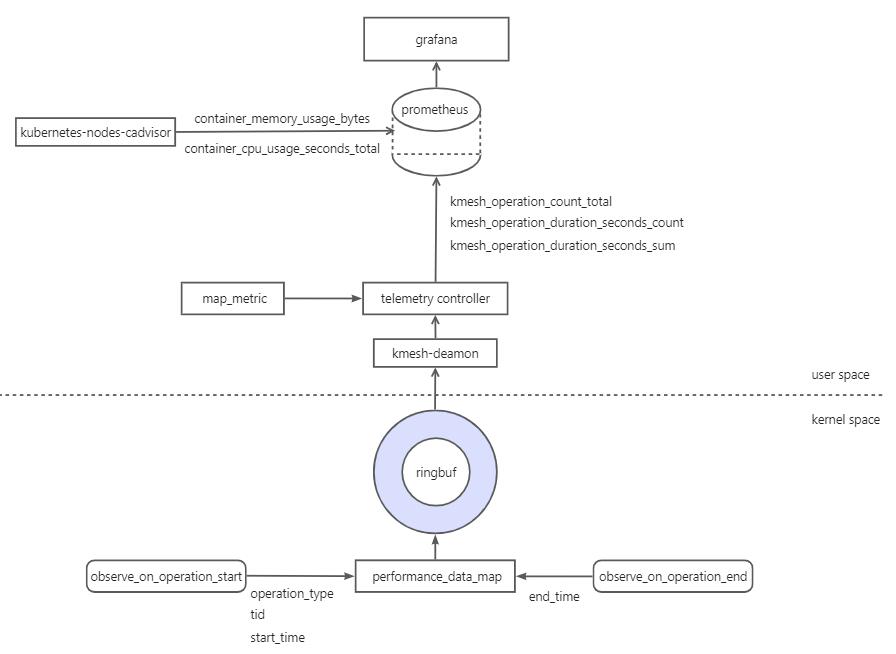 grafana
prometheus
container_memory_usage_bytes
kubernetes-nodes-cadvisor
container_cpu_usage_seconds_total
kmesh_operation_count_total
kmesh_operation_duration_seconds_count
kmesh_operation_duration_seconds_sum
map_metric
telemetry controller
kmesh-deamon
user space
kernel space
ringbuf
observe_on_operation_start
performance_data_map
observe_on_operation_end
operation_type
end_time
tid
start_time